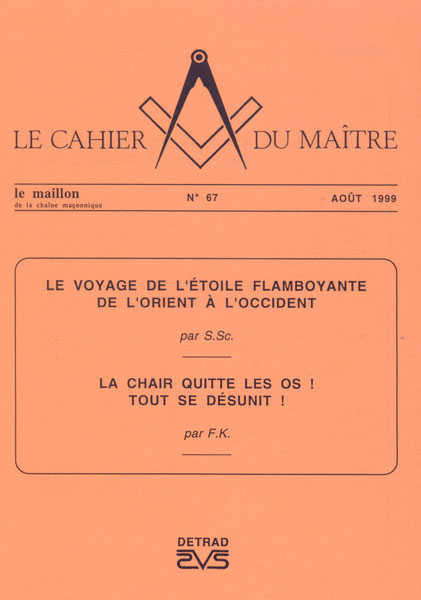 LE CAHIER DU MAÎTRE
le maillon
de la chaîne maçonnique
N° 67
AOÛT 1999
LE VOYAGE DE L'ÉTOILE FLAMBOYANTE
DE L'ORIENT À L'OCCIDENT
par S.Sc.
LA CHAIR QUITTE LES OS !
TOUT SE DÉSUNIT !
par F.K.
DETRAD